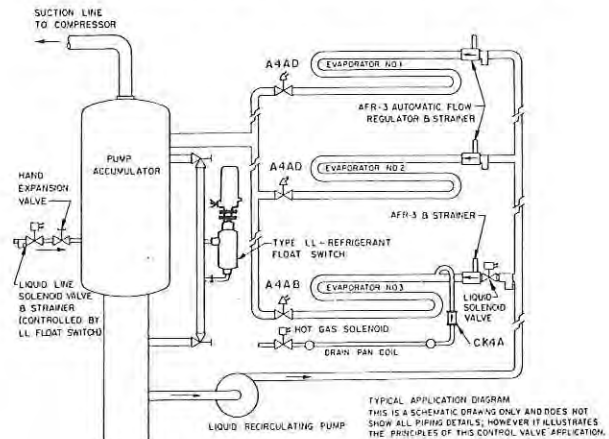 SUCTION LINE
TO COMPRESSOR
A4AD
EVAPORATOR NO.1
AFR-3 AUTOMATIC FLOW
REGULATOR & STRAINER
PUMP
ACCUMULATOR
A4AD
EVAPORATOR NO.2
HAND
EXPANSION
VALVE
AFR-3 & STRAINER
TYPE LL-REFRIGERANT
FLOAT SWITCH
LIQUID LINE
SOLENOID VALVE
& STRAINER
(CONTROLLED BY
LL FLOAT SWITCH)
A4AB
EVAPORATOR NO.3
LIQUID
SOLENOID
VALVE
HOT GAS SOLENOID
DRAIN PAN COIL
CK4A
LIQUID RECIRCULATING PUMP
TYPICAL APPLICATION DIAGRAM
THIS IS A SCHEMATIC DRAWING ONLY AND DOES NOT
SHOW ALL PIPING DETAILS; HOWEVER IT ILLUSTRATES
THE PRINCIPLES OF THIS CONTROL VALVE APPLICATION.